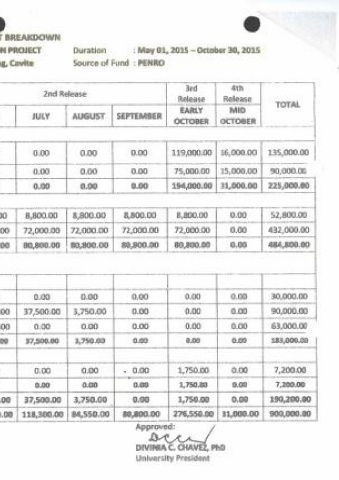 T BREAKDOWN
N PROJECT Duration : May 01, 2015 – October 30, 2015
g, Cavite Source of Fund : PENRO
2nd Release 3rd Release 4th Release TOTAL
JULY AUGUST SEPTEMBER EARLY OCTOBER MID OCTOBER
0.00 0.00 0.00 119,000.00 16,000.00 135,000.00
0.00 0.00 0.00 75,000.00 15,000.00 90,000.00
0.00 0.00 0.00 194,000.00 31,000.00 225,000.00
00 8,800.00 8,800.00 8,800.00 8,800.00 0.00 52,800.00
00 72,000.00 72,000.00 72,000.00 72,000.00 0.00 432,000.00
00 80,800.00 80,800.00 80,800.00 80,800.00 0.00 484,800.00
0.00 0.00 0.00 0.00 0.00 30,000.00
00 37,500.00 3,750.00 0.00 0.00 0.00 90,000.00
00 0.00 0.00 0.00 0.00 0.00 63,000.00
00 37,500.00 3,750.00 0.00 0.00 0.00 183,000.00
0.00 0.00 0.00 1,750.00 0.00 7,200.00
0.00 0.00 0.00 1,750.00 0.00 7,200.00
.00 37,500.00 3,750.00 0.00 1,750.00 0.00 190,200.00
.00 118,300.00 84,550.00 80,800.00 276,550.00 31,000.00 900,000.00
Approved:
DIVINIA C. CHAVEZ, PhD
University President